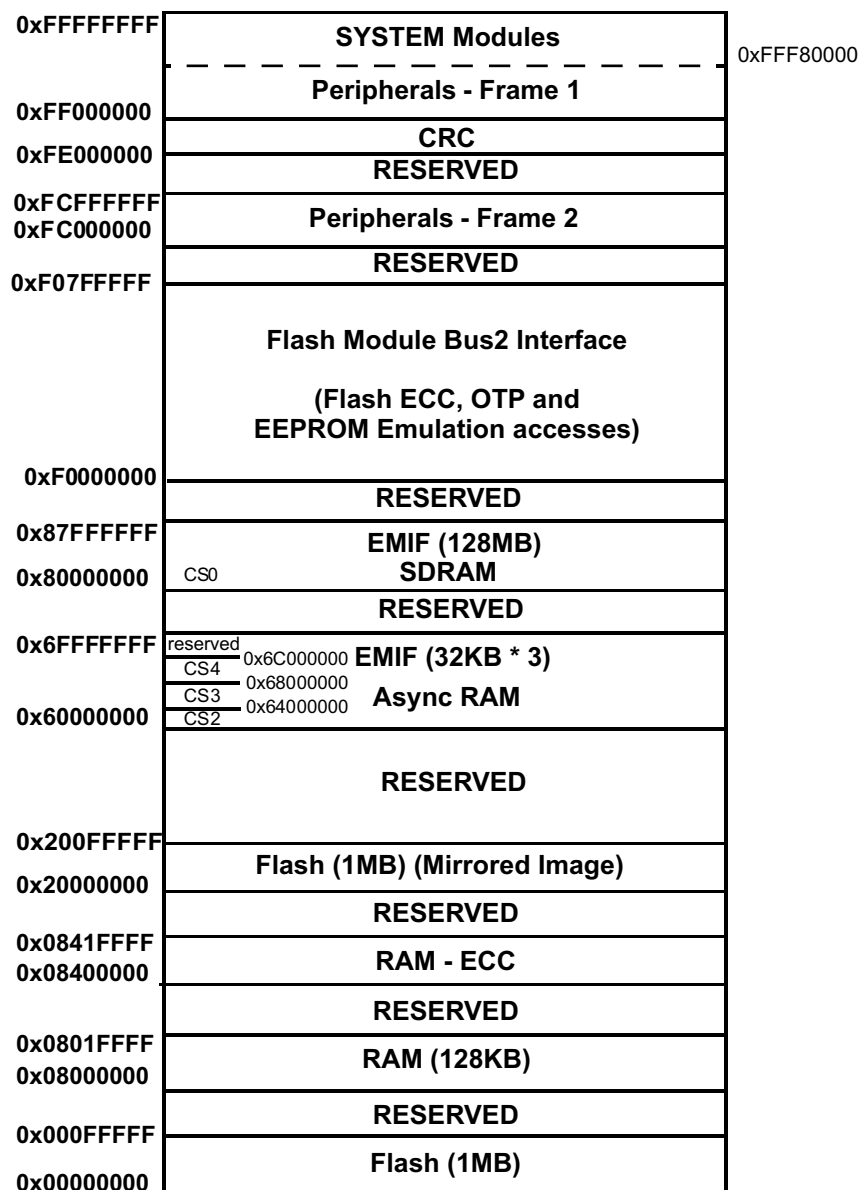 0xFFFFFFFF
SYSTEM Modules
0xFFF80000
Peripherals - Frame 1
0xFF000000
CRC
0xFE000000
RESERVED
0xFCFFFFFF
Peripherals - Frame 2
0xFC000000
RESERVED
0xF07FFFFF
Flash Module Bus2 Interface
(Flash ECC, OTP and
EEPROM Emulation accesses)
0xF0000000
RESERVED
0x87FFFFFF
EMIF (128MB)
0x80000000 CS0 SDRAM
RESERVED
0x6FFFFFFF reserved
0x6C000000 EMIF (32KB * 3)
CS4
0x68000000
CS3 Async RAM
0x64000000
0x60000000 CS2
RESERVED
0x200FFFFF
Flash (1MB) (Mirrored Image)
0x20000000
RESERVED
0x0841FFFF
RAM - ECC
0x08400000
RESERVED
0x0801FFFF
RAM (128KB)
0x08000000
RESERVED
0x000FFFFF
Flash (1MB)
0x00000000